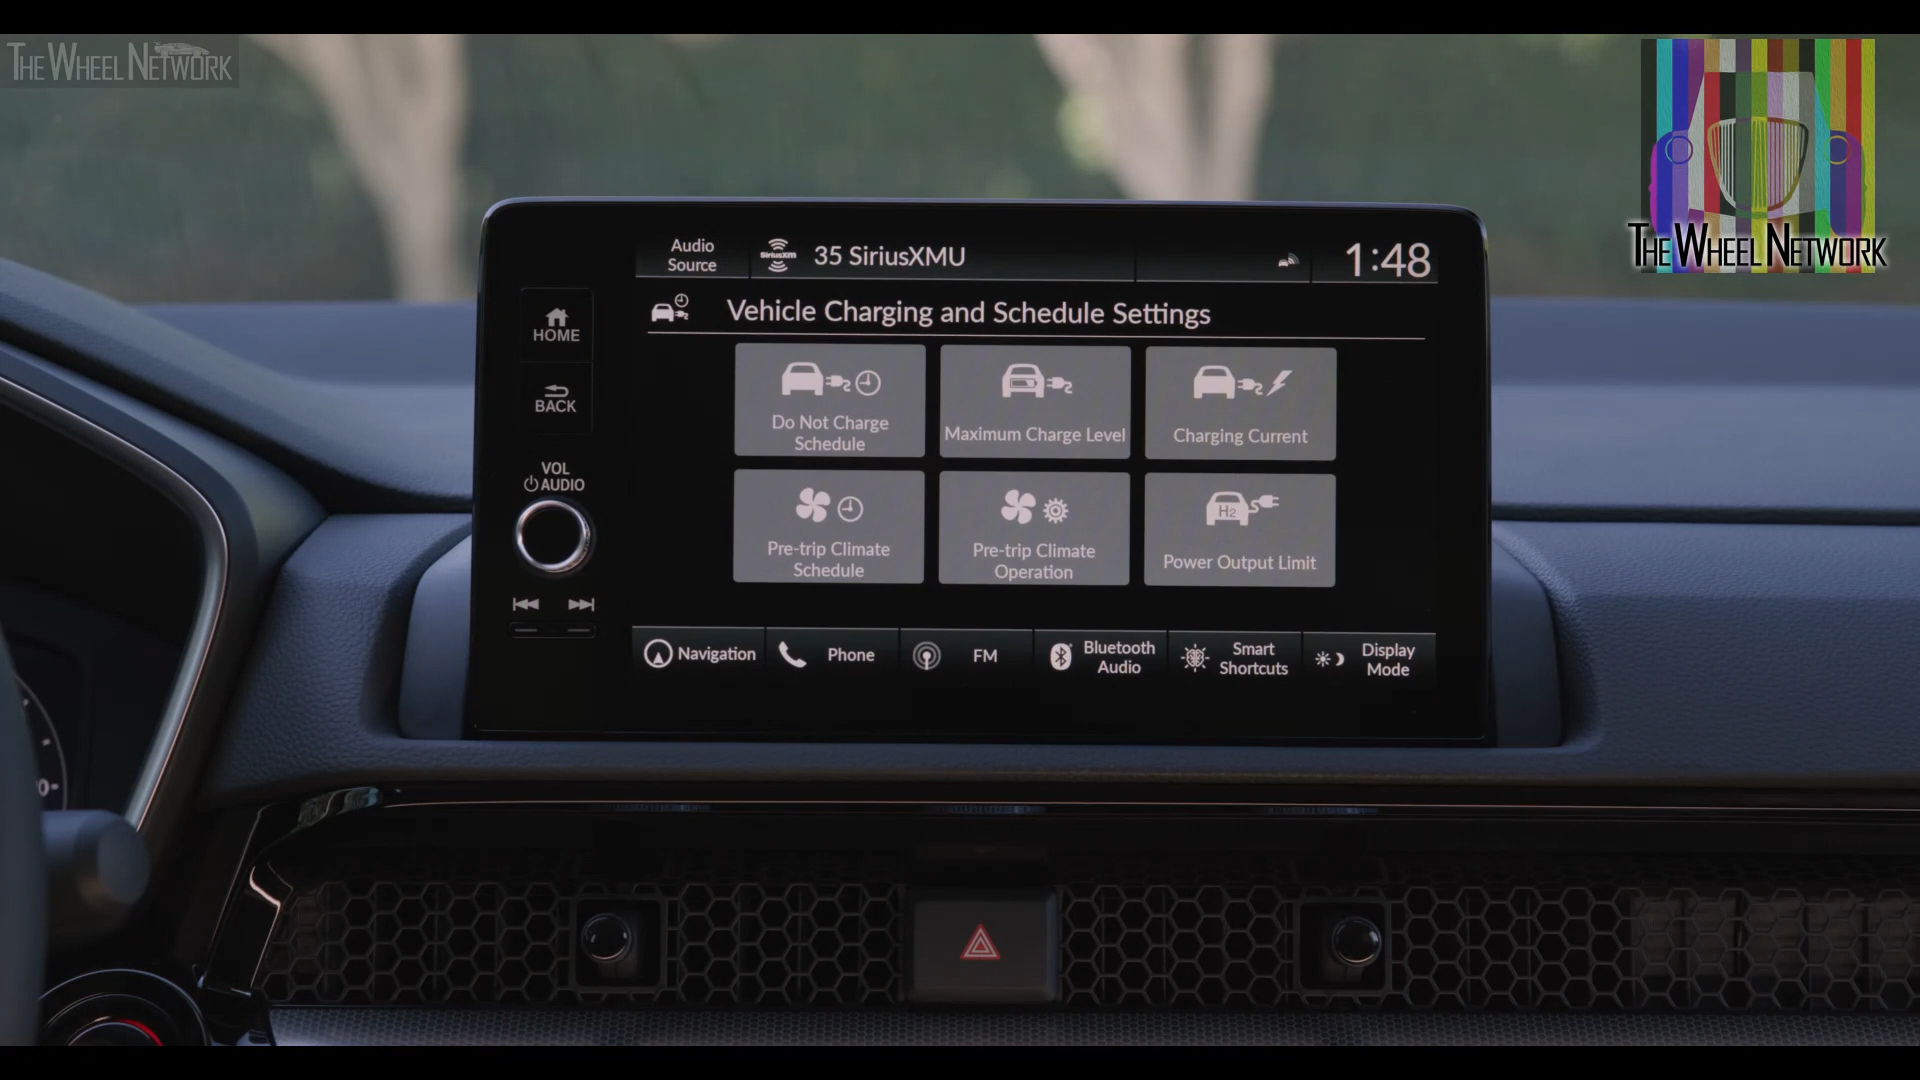 THE WHEEL NETWORK
THE WHEEL NETWORK
Audio
Source
SiriusXM
35 SiriusXMU
1:48
HOME
BACK
VOL
AUDIO
Vehicle Charging and Schedule Settings
Do Not Charge
Schedule
Maximum Charge Level
Charging Current
Pre-trip Climate
Schedule
Pre-trip Climate
Operation
H2
Power Output Limit
Navigation
Phone
FM
Bluetooth
Audio
Smart
Shortcuts
Display
Mode